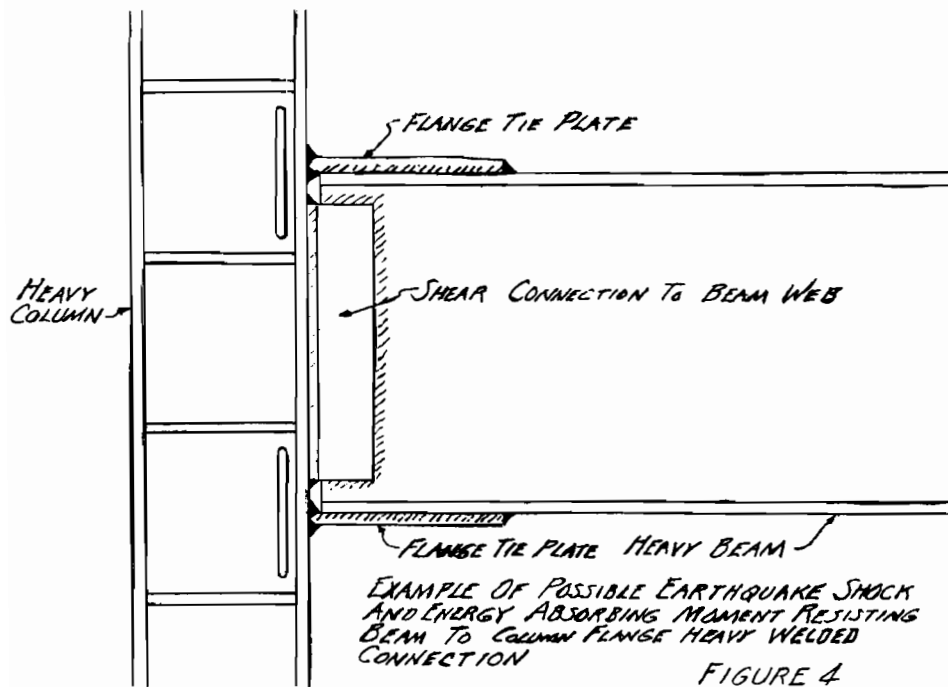 FLANGE TIE PLATE
HEAVY
COLUMN
SHEAR CONNECTION TO BEAM WEB
FLANGE TIE PLATE HEAVY BEAM
EXAMPLE OF POSSIBLE EARTHQUAKE SHOCK
AND ENERGY ABSORBING MOMENT RESISTING
BEAM TO COLUMN FLANGE HEAVY WELDED
CONNECTION
FIGURE 4